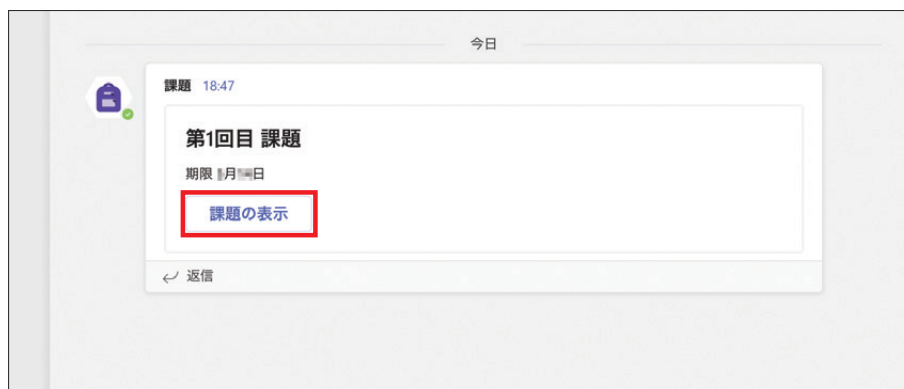 今日
課題 18:47
第1回目 課題
期限 月 日
課題の表示
返信